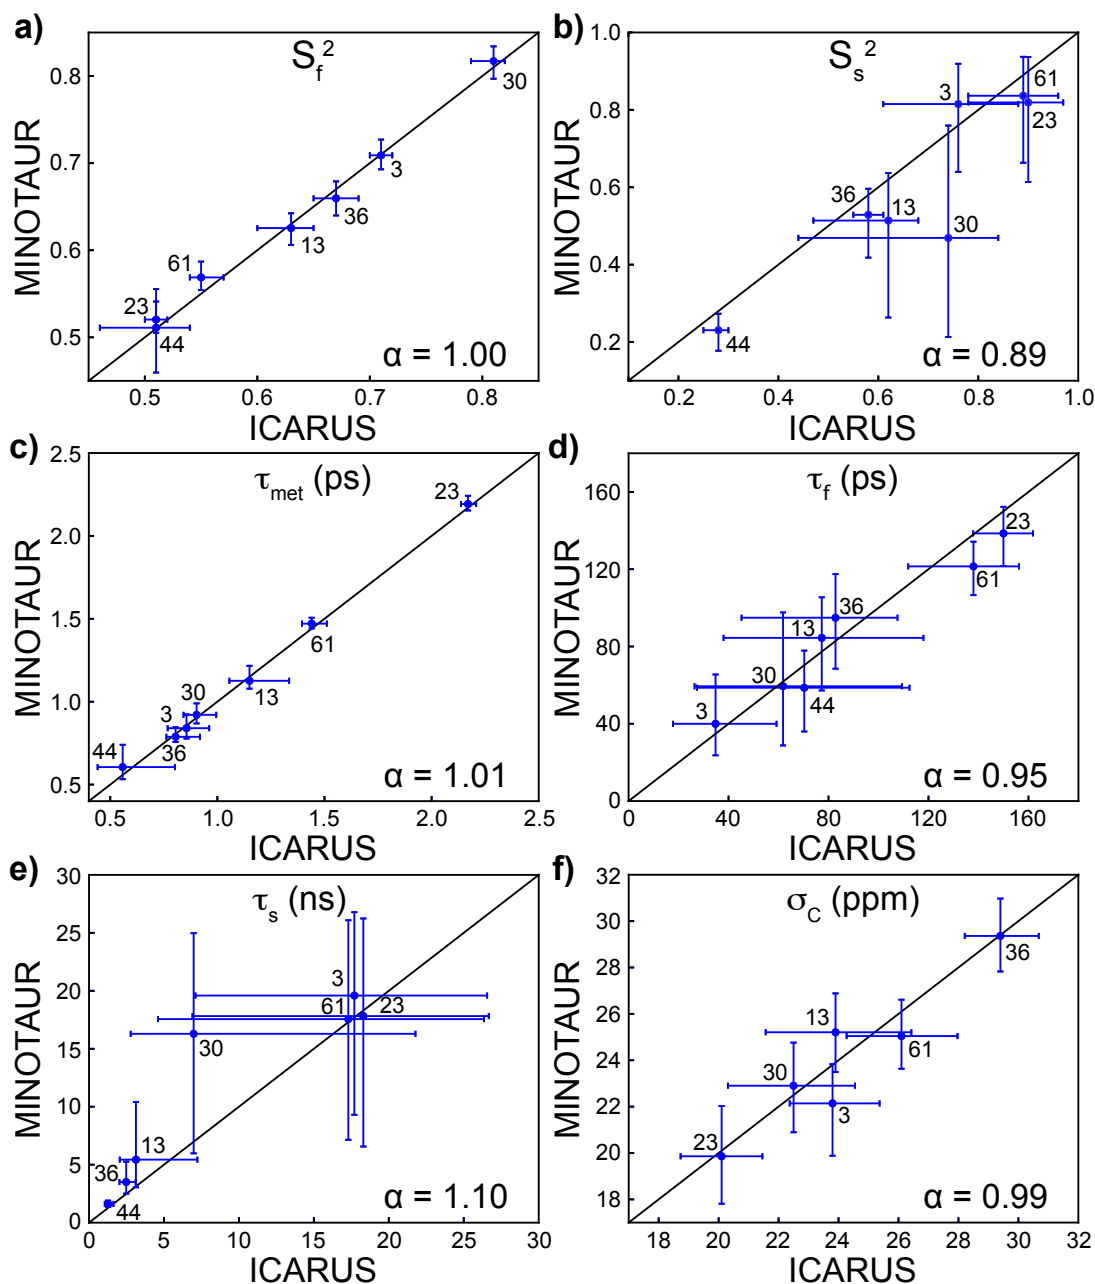 a)
S_f^2
MINOTAUR
0.8
0.7
0.6
0.5
30
3
36
13
61
23
44
α = 1.00
0.5 0.6 0.7 0.8
ICARUS
b)
S_s^2
MINOTAUR
1.0
0.8
0.6
0.4
0.2
3
61
23
36
13
30
44
α = 0.89
0.2 0.4 0.6 0.8 1.0
ICARUS
c)
τ_met (ps)
MINOTAUR
2.5
2.0
1.5
1.0
0.5
23
61
13
30
3
36
44
α = 1.01
0.5 1.0 1.5 2.0 2.5
ICARUS
d)
τ_f (ps)
MINOTAUR
160
120
80
40
0
23
61
36
13
30
44
3
α = 0.95
0 40 80 120 160
ICARUS
e)
τ_s (ns)
MINOTAUR
30
25
20
15
10
5
0
3
61
23
30
13
36
44
α = 1.10
0 5 10 15 20 25 30
ICARUS
f)
σ_C (ppm)
MINOTAUR
32
30
28
26
24
22
20
18
36
13
61
30
3
23
α = 0.99
18 20 22 24 26 28 30 32
ICARUS